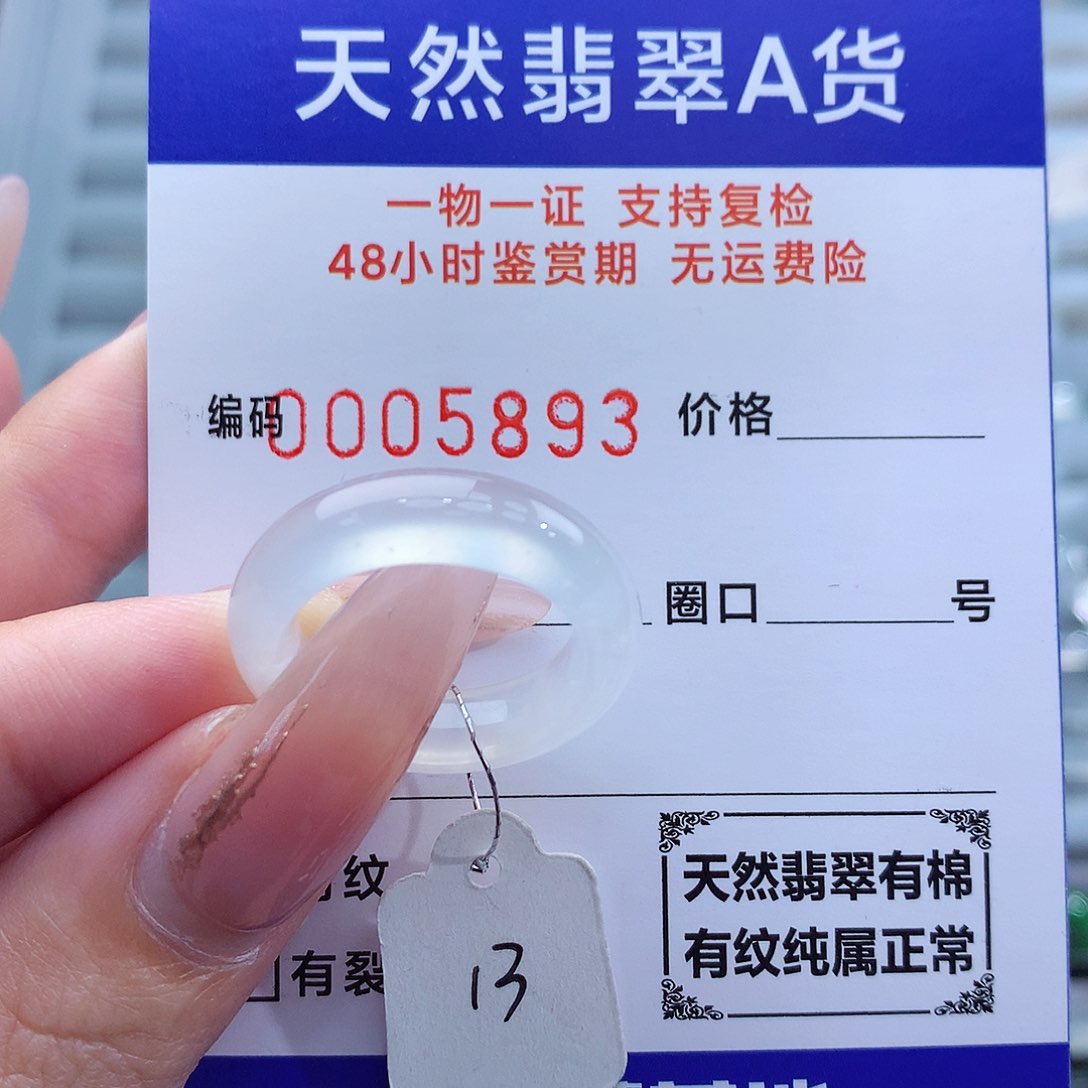 天然翡翠A货
一物一证 支持复检
48小时鉴赏期 无运费险
编码0005893 价格
圈口 号
纹
天然翡翠有棉
有裂
有纹纯属正常
13